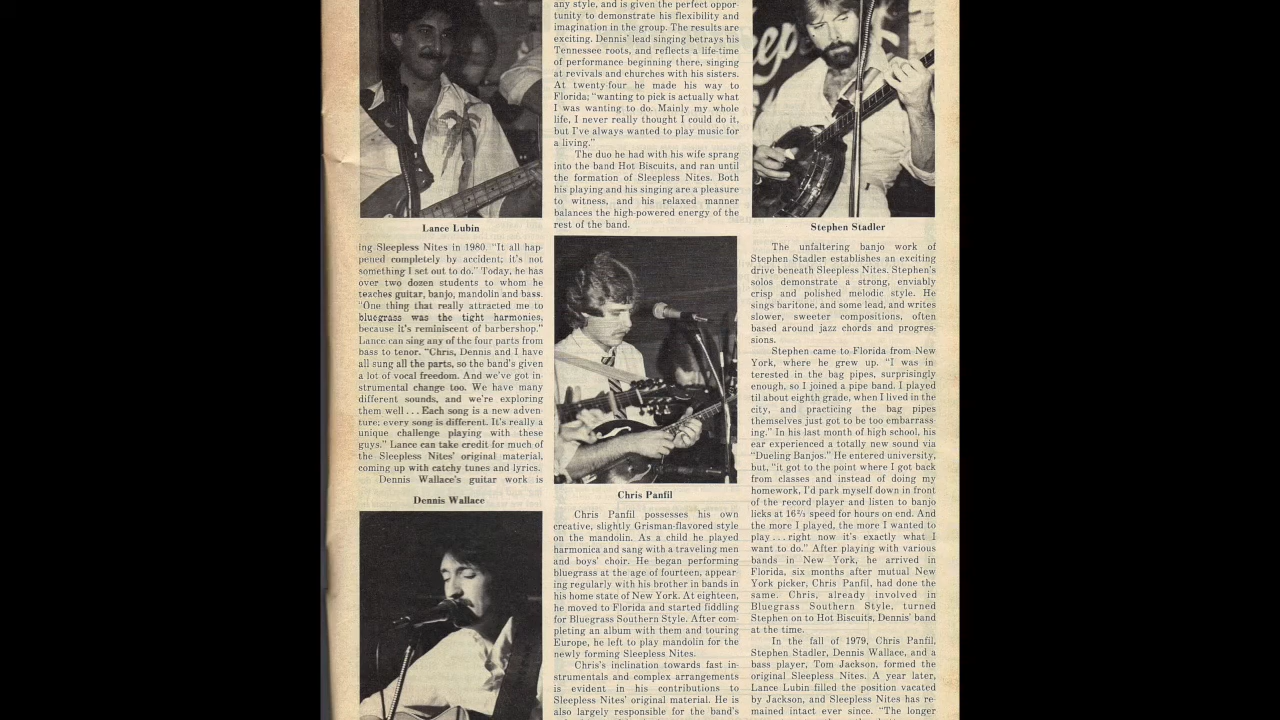 Lance Lubin
ing Sleepless Nites in 1980. "It all hap-
pened completely by accident; it's not
something I set out to do." Today, he has
over two dozen students to whom he
teaches guitar, banjo, mandolin and bass.
"One thing that really attracted me to
bluegrass was the tight harmonies,
because it's reminiscent of barbershop."
Lance can sing any of the four parts from
bass to tenor. "Chris, Dennis and I have
all sung all the parts, so the band's given
a lot of vocal freedom. And we've got in-
strumental change too. We have many
different sounds, and we're exploring
them well . . . Each song is a new adven-
ture; every song is different. It's really a
unique challenge playing with these
guys." Lance can take credit for much of
the Sleepless Nites' original material,
coming up with catchy tunes and lyrics.
Dennis Wallace's guitar work is
Dennis Wallace
any style, and is given the perfect oppor-
tunity to demonstrate his flexibility and
imagination in the group. The results are
exciting. Dennis' lead singing betrays his
Tennessee roots, and reflects a life-time
of performance beginning there, singing
at revivals and churches with his sisters.
At twenty-four he made his way to
Florida; "wanting to pick is actually what
I was wanting to do. Mainly my whole
life, I never really thought I could do it,
but I've always wanted to play music for
a living."
The duo he had with his wife sprang
into the band Hot Biscuits, and ran until
the formation of Sleepless Nites. Both
his playing and his singing are a pleasure
to witness, and his relaxed manner
balances the high-powered energy of the
rest of the band.
Chris Panfil
Chris Panfil possesses his own
creative, slightly Grisman-flavored style
on the mandolin. As a child he played
harmonica and sang with a traveling men
and boys' choir. He began performing
bluegrass at the age of fourteen, appear-
ing regularly with his brother in bands in
his home state of New York. At eighteen,
he moved to Florida and started fiddling
for Bluegrass Southern Style. After com-
pleting an album with them and touring
Europe, he left to play mandolin for the
newly forming Sleepless Nites.
Chris's inclination towards fast in-
strumentals and complex arrangements
is evident in his contributions to
Sleepless Nites' original material. He is
also largely responsible for the band's
Stephen Stadler
The unfaltering banjo work of
Stephen Stadler establishes an exciting
drive beneath Sleepless Nites. Stephen's
solos demonstrate a strong, enviably
crisp and polished melodic style. He
sings baritone, and some lead, and writes
slower, sweeter compositions, often
based around jazz chords and progres-
sions.
Stephen came to Florida from New
York, where he grew up. "I was in-
terested in the bag pipes, surprisingly
enough, so I joined a pipe band. I played
til about eighth grade, when I lived in the
city, and practicing the bag pipes
themselves just got to be too embarrass-
ing." In his last month of high school, his
ear experienced a totally new sound via
"Dueling Banjos." He entered university,
but, "it got to the point where I got back
from classes and instead of doing my
homework, I'd park myself down in front
of the record player and listen to banjo
licks at 16⅔ speed for hours on end. And
the more I played, the more I wanted to
play . . . right now it's exactly what I
want to do." After playing with various
bands in New York, he arrived in
Florida, six months after mutual New
York picker, Chris Panfil, had done the
same. Chris, already involved in
Bluegrass Southern Style, turned
Stephen on to Hot Biscuits, Dennis' band
at the time.
In the fall of 1979, Chris Panfil,
Stephen Stadler, Dennis Wallace, and a
bass player, Tom Jackson, formed the
original Sleepless Nites. A year later,
Lance Lubin filled the position vacated
by Jackson, and Sleepless Nites has re-
mained intact ever since. "The longer